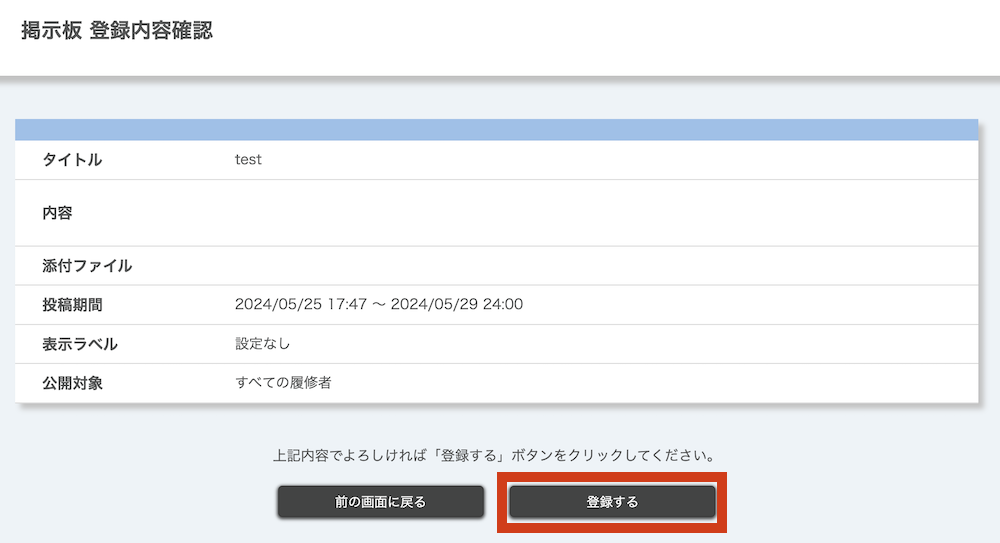 掲示板 登録内容確認
タイトル test
内容
添付ファイル
投稿期間 2024/05/25 17:47 ～ 2024/05/29 24:00
表示ラベル 設定なし
公開対象 すべての履修者
上記内容でよろしければ「登録する」ボタンをクリックしてください。
前の画面に戻る 登録する